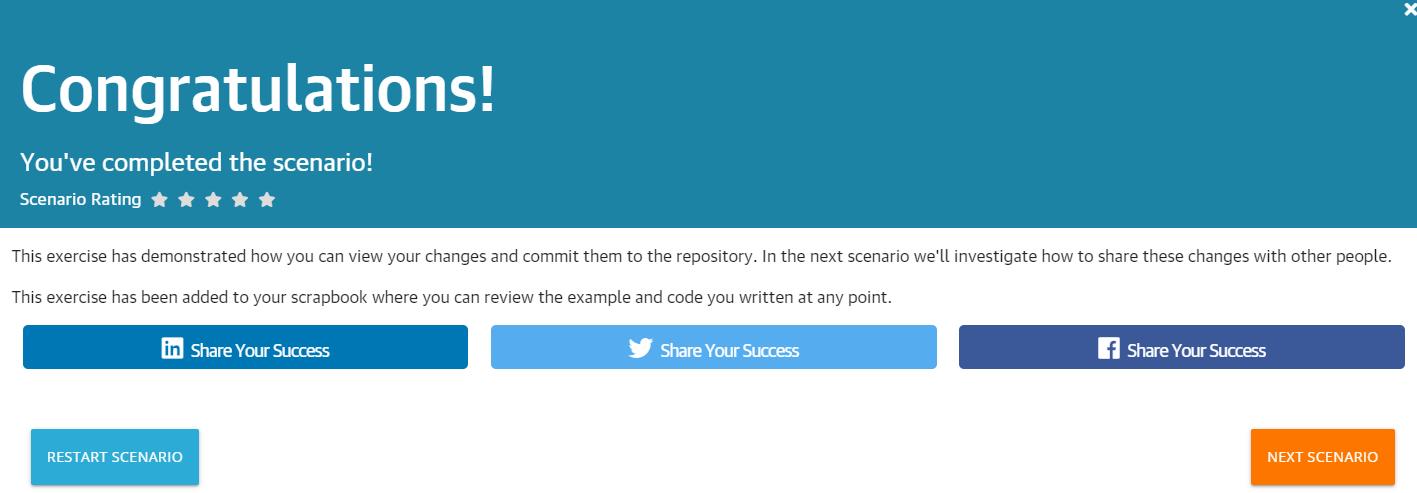 Congratulations!
You've completed the scenario!
Scenario Rating
This exercise has demonstrated how you can view your changes and commit them to the repository. In the next scenario we'll investigate how to share these changes with other people.
This exercise has been added to your scrapbook where you can review the example and code you written at any point.
Share Your Success
Share Your Success
Share Your Success
RESTART SCENARIO
NEXT SCENARIO